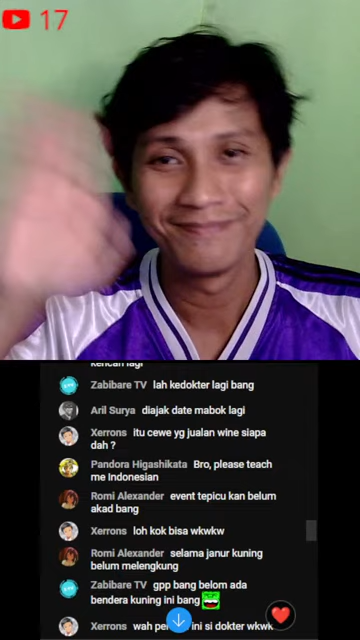 17
kencan lagi
Zabibare TV lah kedokter lagi bang
Aril Surya diajak date mabok lagi
Xerrons itu cewe yg jualan wine siapa
dah ?
Pandora Higashikata Bro, please teach
me Indonesian
Romi Alexander event tepicu kan belum
akad bang
Xerrons loh kok bisa wkwkw
Romi Alexander selama janur kuning
belum melengkung
Zabibare TV gpp bang belom ada
bendera kuning ini bang
Xerrons wah ini si dokter wkwk